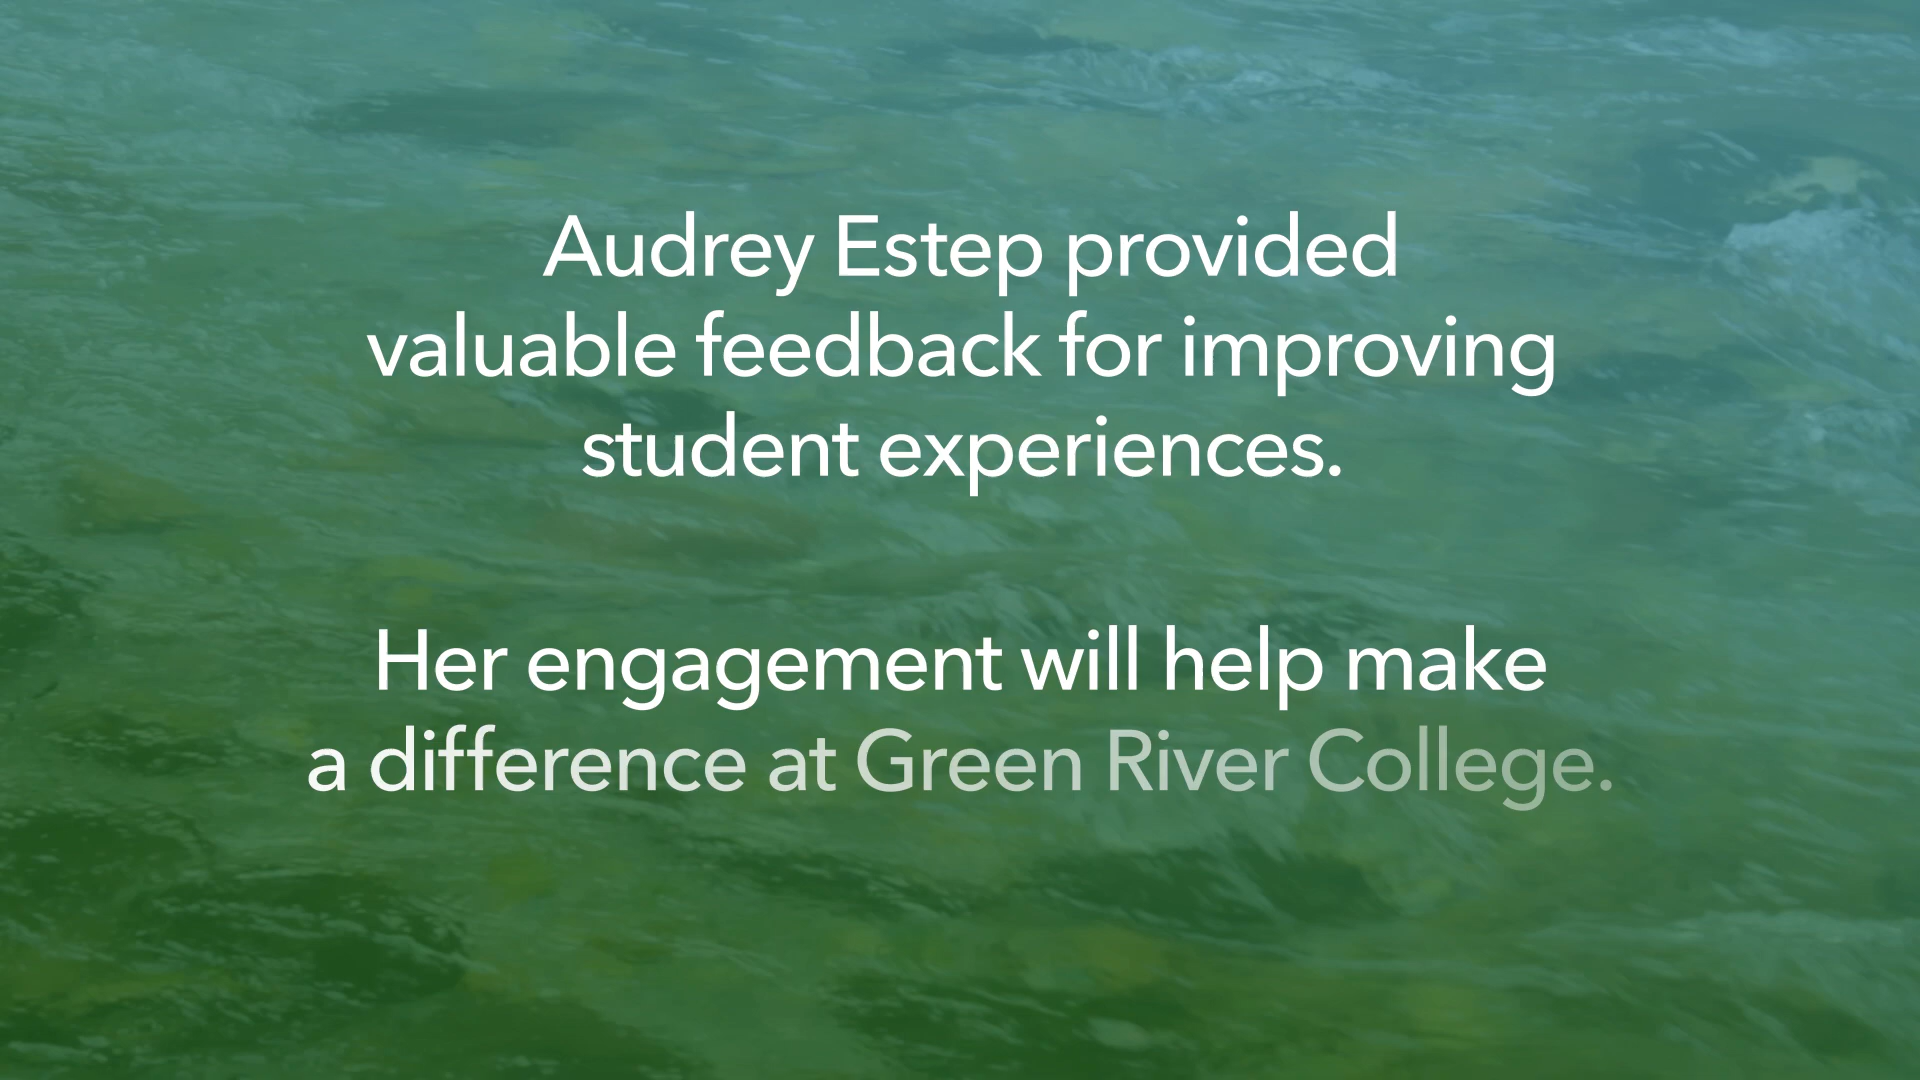 Audrey Estep provided
valuable feedback for improving
student experiences.
Her engagement will help make
a difference at Green River College.